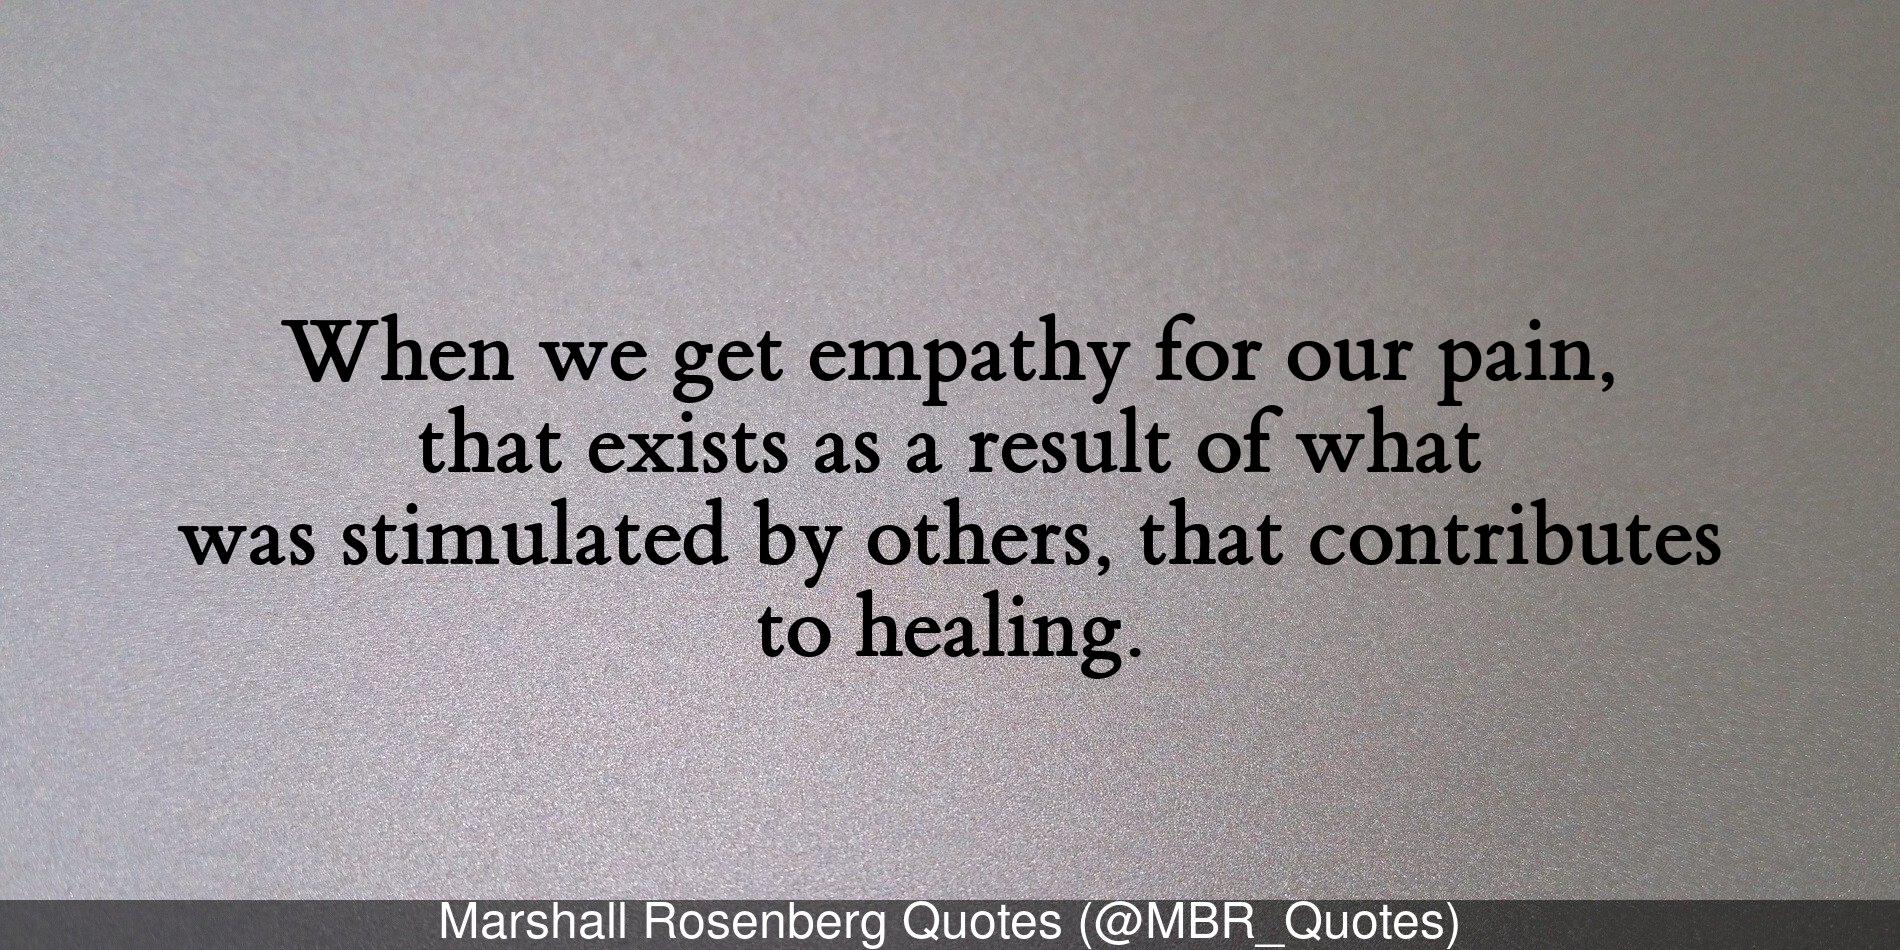 When we get empathy for our pain,
that exists as a result of what
was stimulated by others, that contributes
to healing.
Marshall Rosenberg Quotes (@MBR_Quotes)